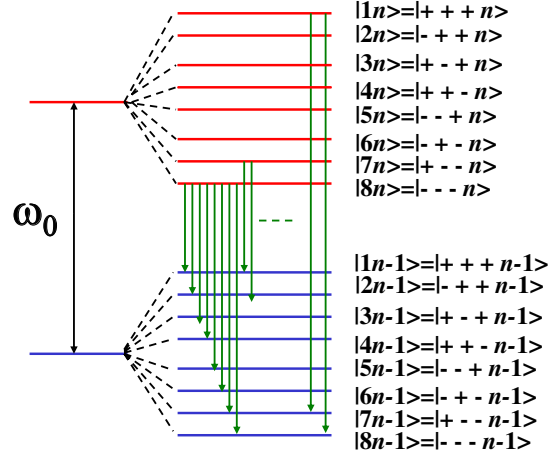 |1n>=|+ + + n>
|2n>=|- + + n>
|3n>=|+ - + n>
|4n>=|+ + - n>
|5n>=|- - + n>
|6n>=|- + - n>
|7n>=|+ - - n>
|8n>=|- - - n>
ω₀
|1n-1>=|+ + + n-1>
|2n-1>=|- + + n-1>
|3n-1>=|+ - + n-1>
|4n-1>=|+ + - n-1>
|5n-1>=|- - + n-1>
|6n-1>=|- + - n-1>
|7n-1>=|+ - - n-1>
|8n-1>=|- - - n-1>